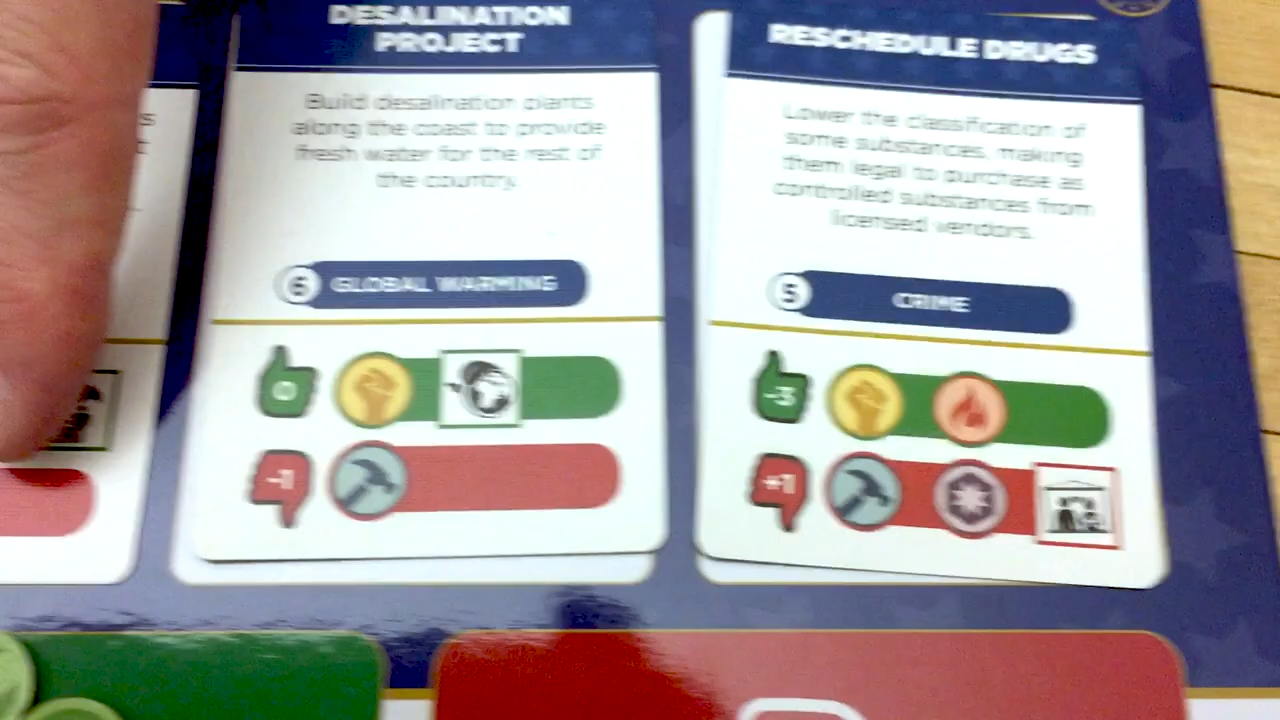 DESALINATION
PROJECT
Build desalination plants
along the coast to provide
fresh water for the rest of
the country.
6 GLOBAL WARMING
0
-1
RESCHEDULE DRUGS
Lower the classification of
some substances, making
them legal to purchase as
controlled substances from
licensed vendors.
5 CRIME
-3
+1